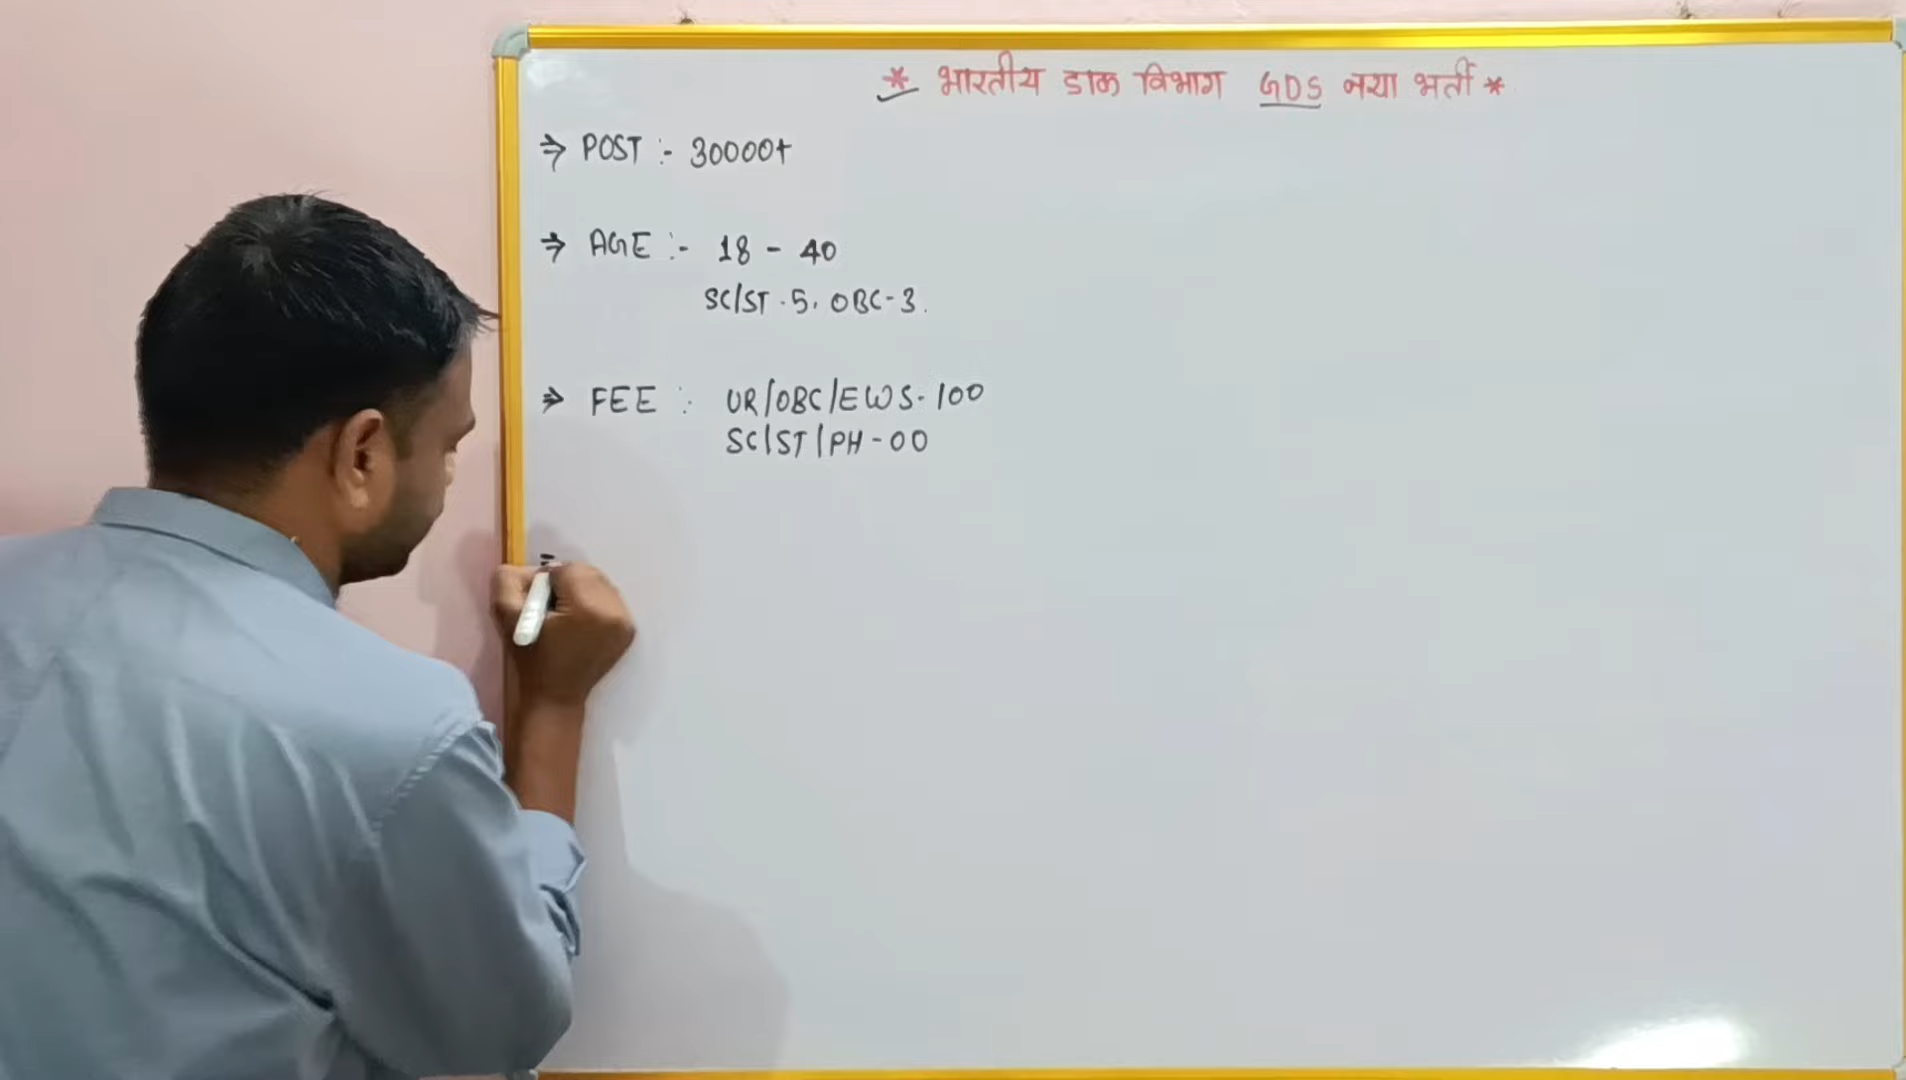 * भारतीय डाक विभाग GDS नया भर्ती *
⇒ POST :- 30000+
⇒ AGE :- 18 - 40
SC/ST - 5, OBC - 3.
⇒ FEE : UR/OBC/EWS - 100
SC/ST/PH - 00